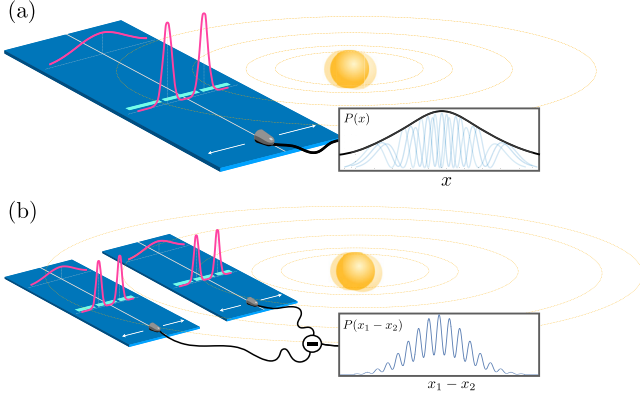 (a)
P(x)
x
(b)
P(x₁ − x₂)
x₁ − x₂